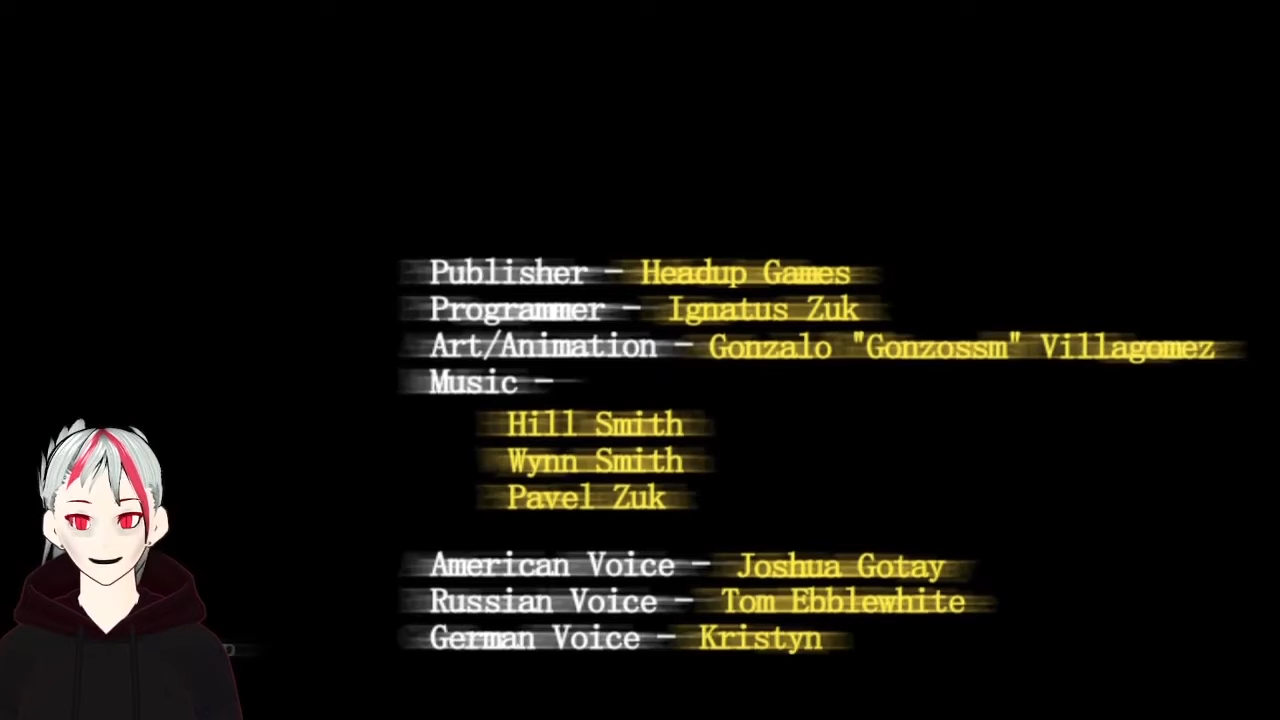 Publisher - Headup Games
Programmer - Ignatus Zuk
Art/Animation - Gonzalo "Gonzossm" Villagomez
Music -
Hill Smith
Wynn Smith
Pavel Zuk
American Voice - Joshua Gotay
Russian Voice - Tom Ebblewhite
German Voice - Kristyn